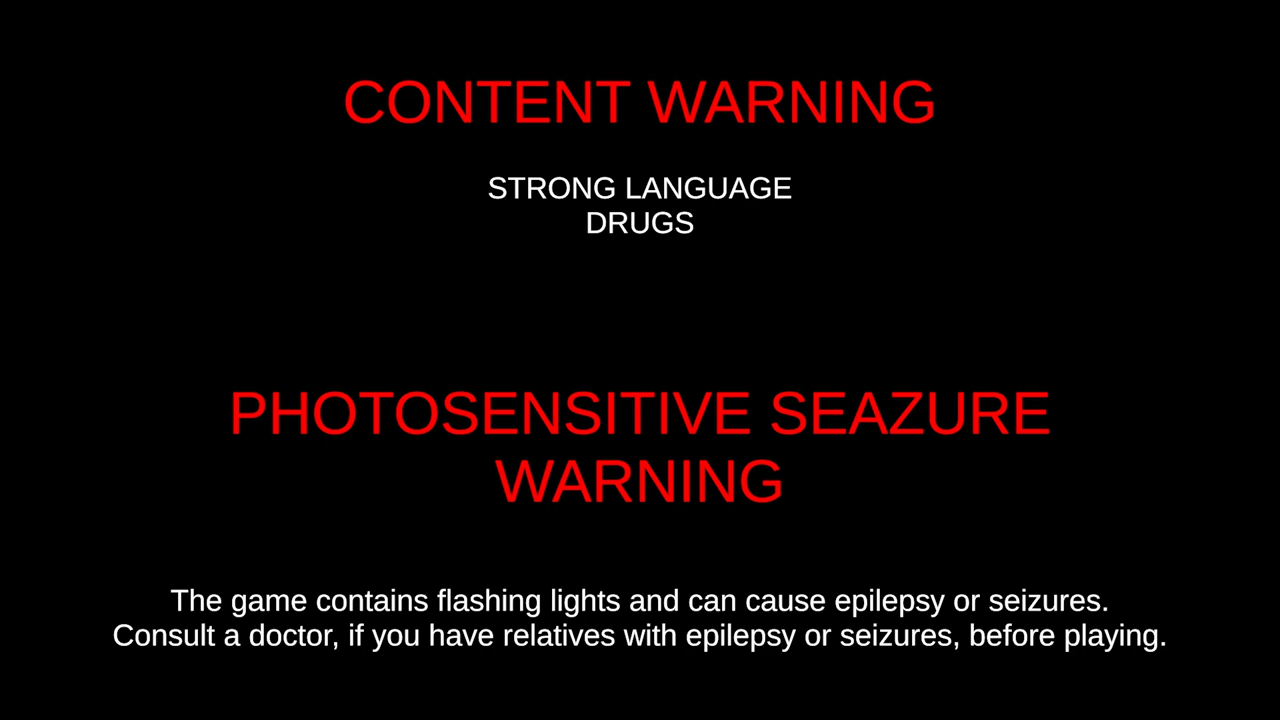 CONTENT WARNING
STRONG LANGUAGE
DRUGS
PHOTOSENSITIVE SEAZURE
WARNING
The game contains flashing lights and can cause epilepsy or seizures.
Consult a doctor, if you have relatives with epilepsy or seizures, before playing.